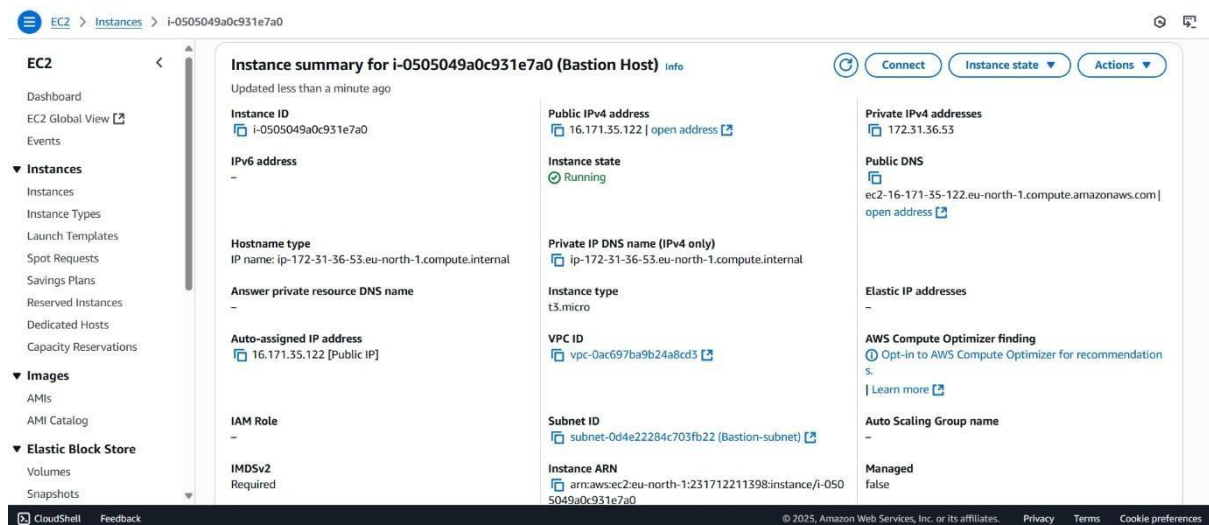 EC2 > Instances > i-0505049a0c931e7a0
EC2
Dashboard
EC2 Global View
Events
Instances
Instances
Instance Types
Launch Templates
Spot Requests
Savings Plans
Reserved Instances
Dedicated Hosts
Capacity Reservations
Images
AMIs
AMI Catalog
Elastic Block Store
Volumes
Snapshots
Instance summary for i-0505049a0c931e7a0 (Bastion Host) Info
Connect
Instance state
Actions
Updated less than a minute ago
Instance ID
i-0505049a0c931e7a0
Public IPv4 address
16.171.35.122 | open address
Private IPv4 addresses
172.31.36.53
IPv6 address
–
Instance state
Running
Public DNS
ec2-16-171-35-122.eu-north-1.compute.amazonaws.com |
open address
Hostname type
IP name: ip-172-31-36-53.eu-north-1.compute.internal
Private IP DNS name (IPv4 only)
ip-172-31-36-53.eu-north-1.compute.internal
Answer private resource DNS name
–
Instance type
t3.micro
Elastic IP addresses
–
Auto-assigned IP address
16.171.35.122 [Public IP]
VPC ID
vpc-0ac697ba9b24a8cd3
AWS Compute Optimizer finding
Opt-in to AWS Compute Optimizer for recommendation
s.
| Learn more
IAM Role
–
Subnet ID
subnet-0d4e22284c703fb22 (Bastion-subnet)
Auto Scaling Group name
–
IMDSv2
Required
Instance ARN
arn:aws:ec2:eu-north-1:231712211398:instance/i-050
5049a0c931e7a0
Managed
false
CloudShell
Feedback
© 2025, Amazon Web Services, Inc. or its affiliates.
Privacy
Terms
Cookie preferences